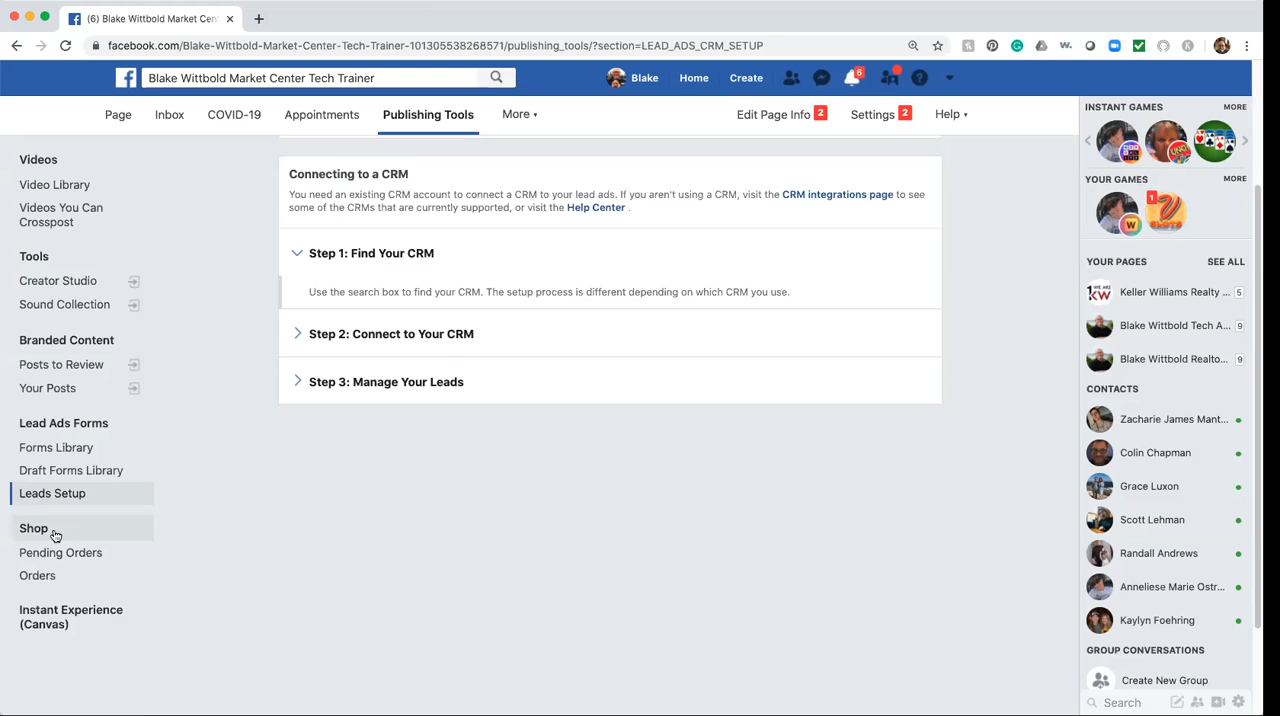 (6) Blake Wittbold Market Cen
facebook.com/Blake-Wittbold-Market-Center-Tech-Trainer-101305538268571/publishing_tools/?section=LEAD_ADS_CRM_SETUP
Blake Wittbold Market Center Tech Trainer
Blake
Home
Create
6
Page
Inbox
COVID-19
Appointments
Publishing Tools
More
Edit Page Info 2
Settings 2
Help
Videos
Video Library
Videos You Can
Crosspost
Tools
Creator Studio
Sound Collection
Branded Content
Posts to Review
Your Posts
Lead Ads Forms
Forms Library
Draft Forms Library
Leads Setup
Shop
Pending Orders
Orders
Instant Experience
(Canvas)
Connecting to a CRM
You need an existing CRM account to connect a CRM to your lead ads. If you aren't using a CRM, visit the CRM integrations page to see
some of the CRMs that are currently supported, or visit the Help Center .
Step 1: Find Your CRM
Use the search box to find your CRM. The setup process is different depending on which CRM you use.
Step 2: Connect to Your CRM
Step 3: Manage Your Leads
INSTANT GAMES
MORE
UNO
YOUR GAMES
MORE
W
1
SLOTS
YOUR PAGES
SEE ALL
Keller Williams Realty ... 5
Blake Wittbold Tech A... 9
Blake Wittbold Realto... 9
CONTACTS
Zacharie James Mant...
Colin Chapman
Grace Luxon
Scott Lehman
Randall Andrews
Anneliese Marie Ostr...
Kaylyn Foehring
GROUP CONVERSATIONS
Create New Group
Search